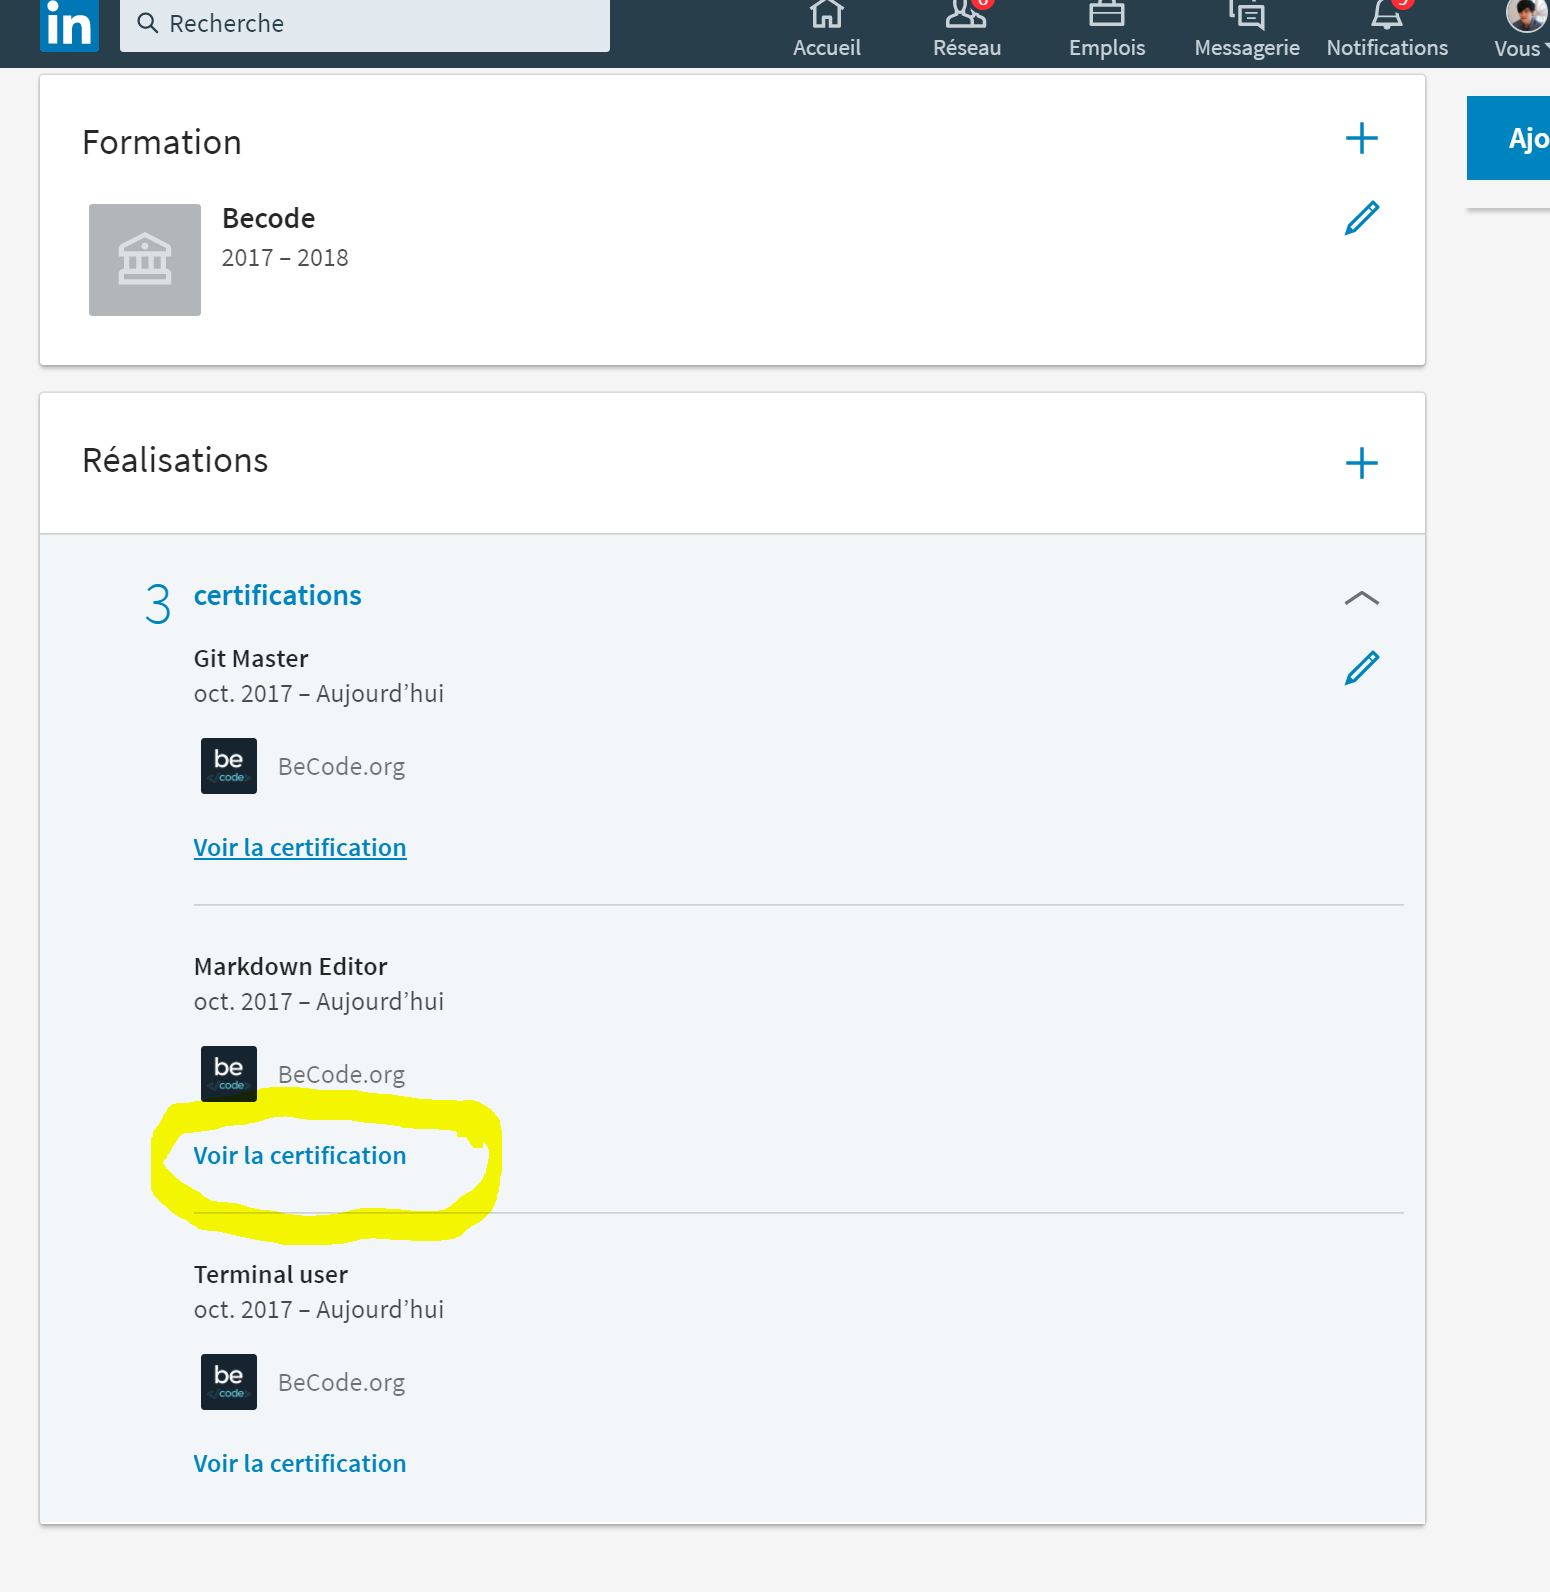 in
Recherche
Accueil
6
Réseau
Emplois
Messagerie
Notifications
Vous
Ajo
Formation
Becode
2017 – 2018
Réalisations
3 certifications
Git Master
oct. 2017 – Aujourd’hui
be
</code>
BeCode.org
Voir la certification
Markdown Editor
oct. 2017 – Aujourd’hui
be
</code>
BeCode.org
Voir la certification
Terminal user
oct. 2017 – Aujourd’hui
be
</code>
BeCode.org
Voir la certification